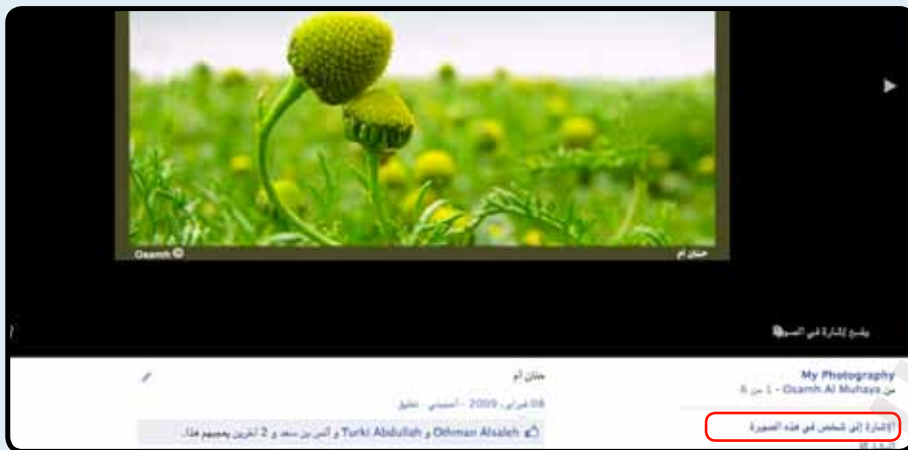 حنان أم
Osamh ©
وضع إشارة في الصورة
My Photography
من Osamh Al Muhaya - 1 من 6
حنان أم
08 فبراير، 2009 · أعجبني · تعليق
Othman Alsaleh و Turki Abdullah و أنس بن سعد و 2 آخرين يعجبهم هذا.
الإشارة إلى شخص في هذه الصورة